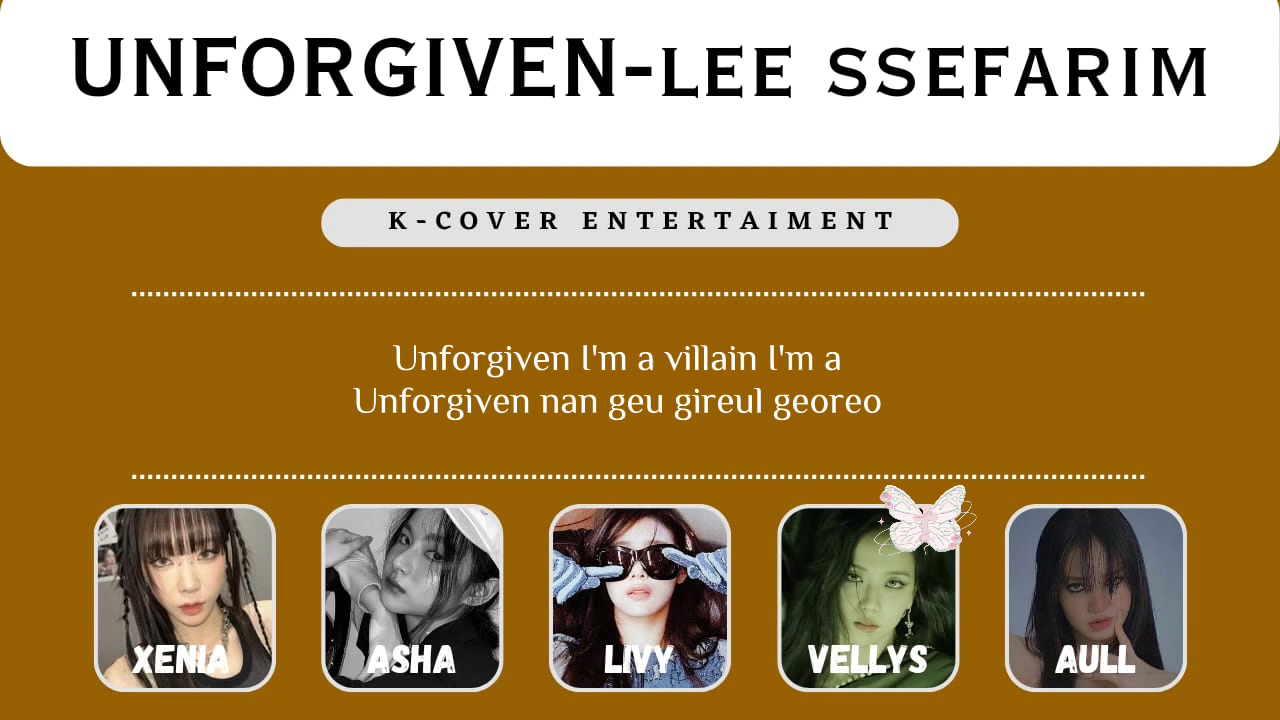 UNFORGIVEN-LEE SSEFARIM
K-COVER ENTERTAIMENT
Unforgiven I'm a villain I'm a
Unforgiven nan geu gireul georeo
XENIA
ASHA
LIVY
VELLYS
AULL